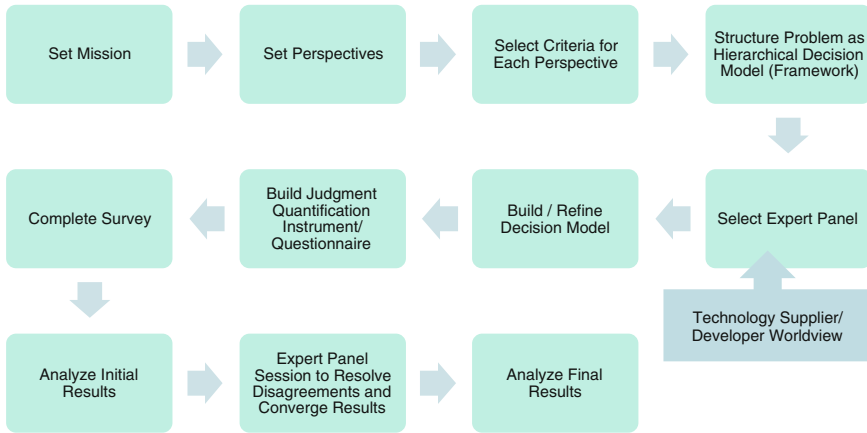 Set Mission
Set Perspectives
Select Criteria for
Each Perspective
Structure Problem as
Hierarchical Decision
Model (Framework)
Select Expert Panel
Technology Supplier/
Developer Worldview
Build / Refine
Decision Model
Build Judgment
Quantification
Instrument/
Questionnaire
Complete Survey
Analyze Initial
Results
Expert Panel
Session to Resolve
Disagreements and
Converge Results
Analyze Final
Results